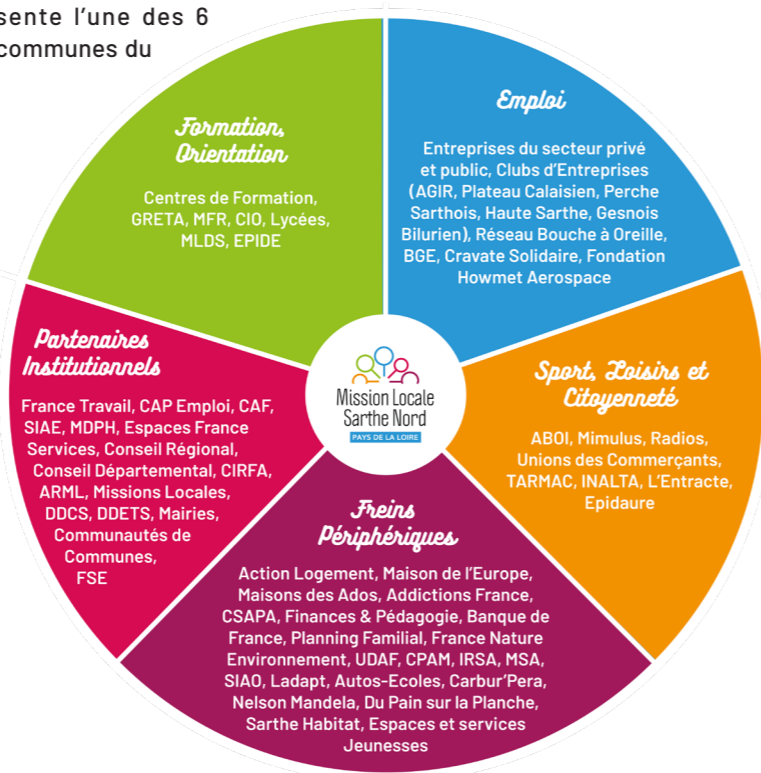 sente l'une des 6
communes du
Formation,
Orientation
Centres de Formation,
GRETA, MFR, CIO, Lycées,
MLDS, EPIDE
Emploi
Entreprises du secteur privé
et public, Clubs d'Entreprises
(AGIR, Plateau Calaisien, Perche
Sarthois, Haute Sarthe, Gesnois
Bilurien), Réseau Bouche à Oreille,
BGE, Cravate Solidaire, Fondation
Howmet Aerospace
Partenaires
Institutionnels
France Travail, CAP Emploi, CAF,
SIAE, MDPH, Espaces France
Services, Conseil Régional,
Conseil Départemental, CIRFA,
ARML, Missions Locales,
DDCS, DDETS, Mairies,
Communautés de
Communes,
FSE
Mission Locale
Sarthe Nord
PAYS DE LA LOIRE
Sport, Loisirs et
Citoyenneté
ABOI, Mimulus, Radios,
Unions des Commerçants,
TARMAC, INALTA, L'Entracte,
Epidaure
Freins
Périphériques
Action Logement, Maison de l'Europe,
Maisons des Ados, Addictions France,
CSAPA, Finances & Pédagogie, Banque de
France, Planning Familial, France Nature
Environnement, UDAF, CPAM, IRSA, MSA,
SIAO, Ladapt, Autos-Ecoles, Carbur'Pera,
Nelson Mandela, Du Pain sur la Planche,
Sarthe Habitat, Espaces et services
Jeunesses